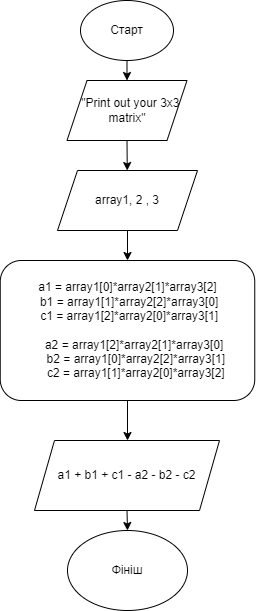 Старт
"Print out your 3x3
matrix"
array1, 2 , 3
a1 = array1[0]*array2[1]*array3[2]
b1 = array1[1]*array2[2]*array3[0]
c1 = array1[2]*array2[0]*array3[1]
a2 = array1[2]*array2[1]*array3[0]
b2 = array1[0]*array2[2]*array3[1]
c2 = array1[1]*array2[0]*array3[2]
a1 + b1 + c1 - a2 - b2 - c2
Фініш